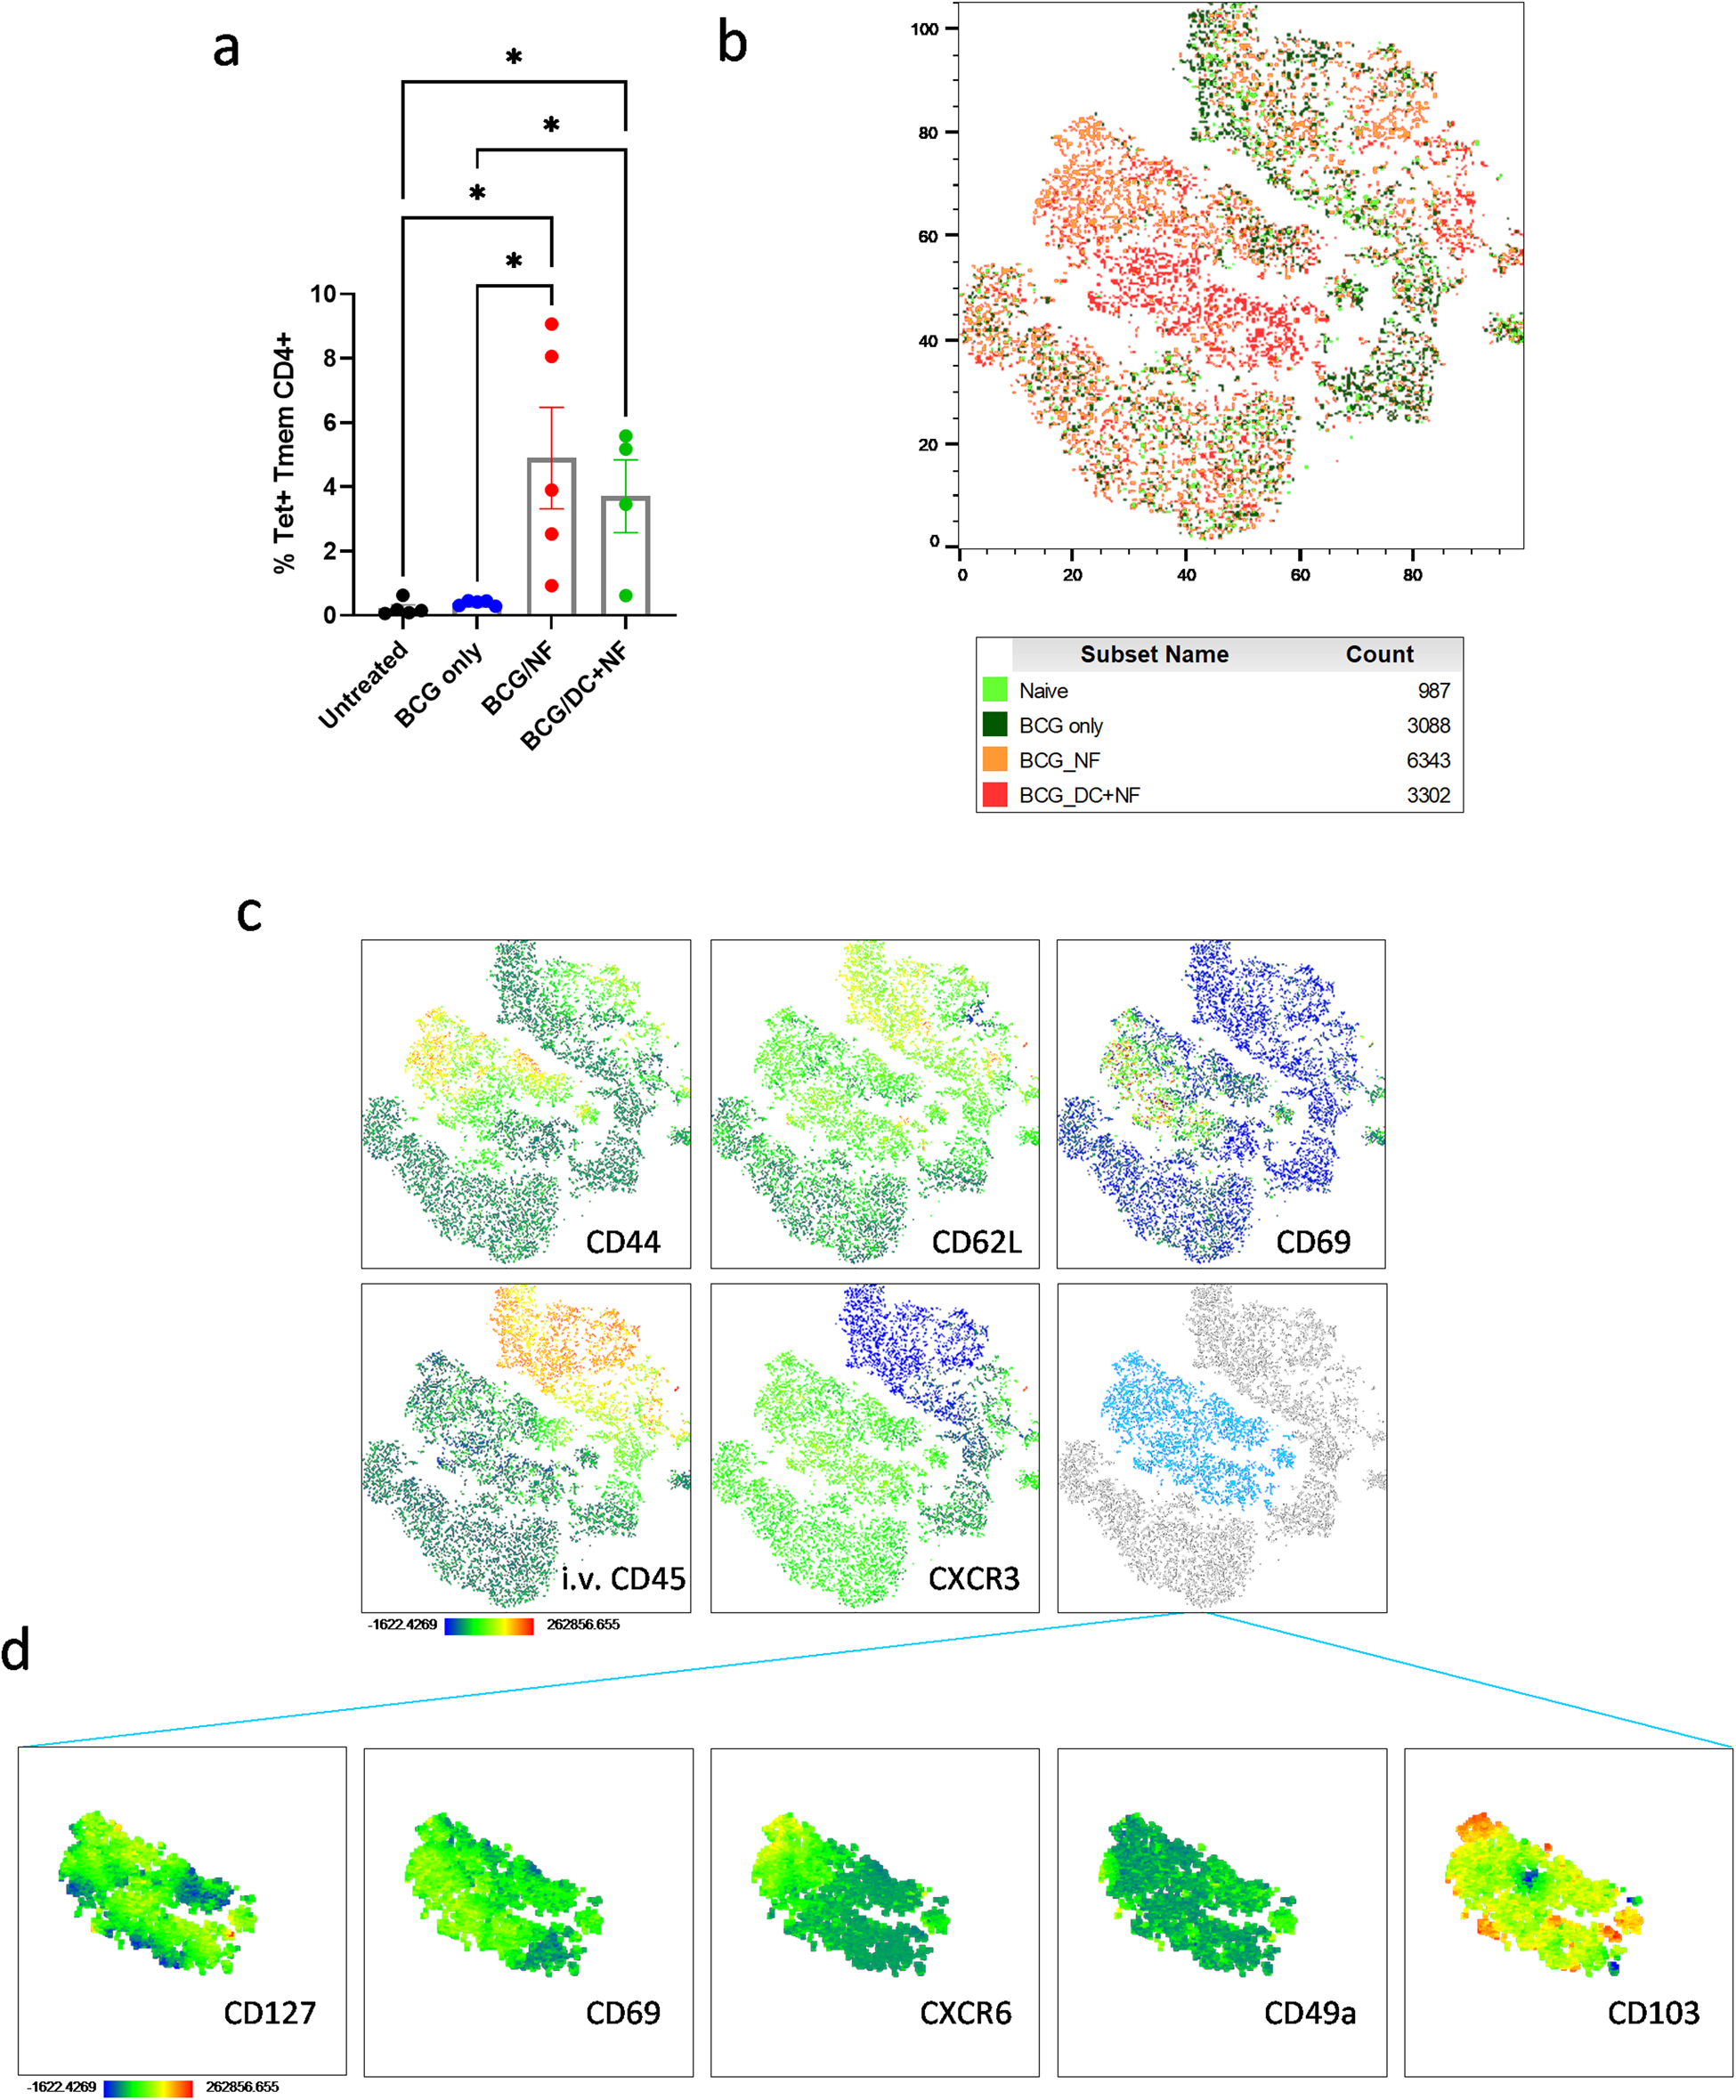 a
*
*
*
*
% Tet+ Tmem CD4+
10
8
6
4
2
0
Untreated
BCG only
BCG/NF
BCG/DC+NF
b
100
80
60
40
20
0
0 20 40 60 80
Subset Name Count
Naive 987
BCG only 3088
BCG_NF 6343
BCG_DC+NF 3302
c
CD44 CD62L CD69
i.v. CD45 CXCR3
-1622.4269 262856.655
d
CD127 CD69 CXCR6 CD49a CD103
-1622.4269 262856.655